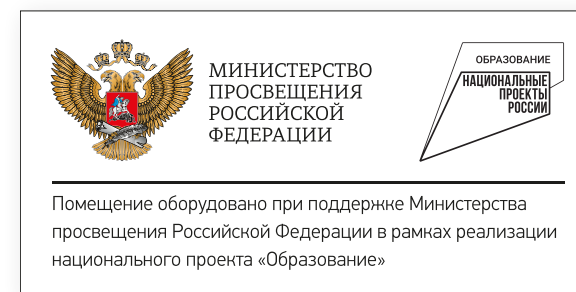 МИНИСТЕРСТВО
ПРОСВЕЩЕНИЯ
РОССИЙСКОЙ
ФЕДЕРАЦИИ
ОБРАЗОВАНИЕ
НАЦИОНАЛЬНЫЕ
ПРОЕКТЫ
РОССИИ
Помещение оборудовано при поддержке Министерства
просвещения Российской Федерации в рамках реализации
национального проекта «Образование»